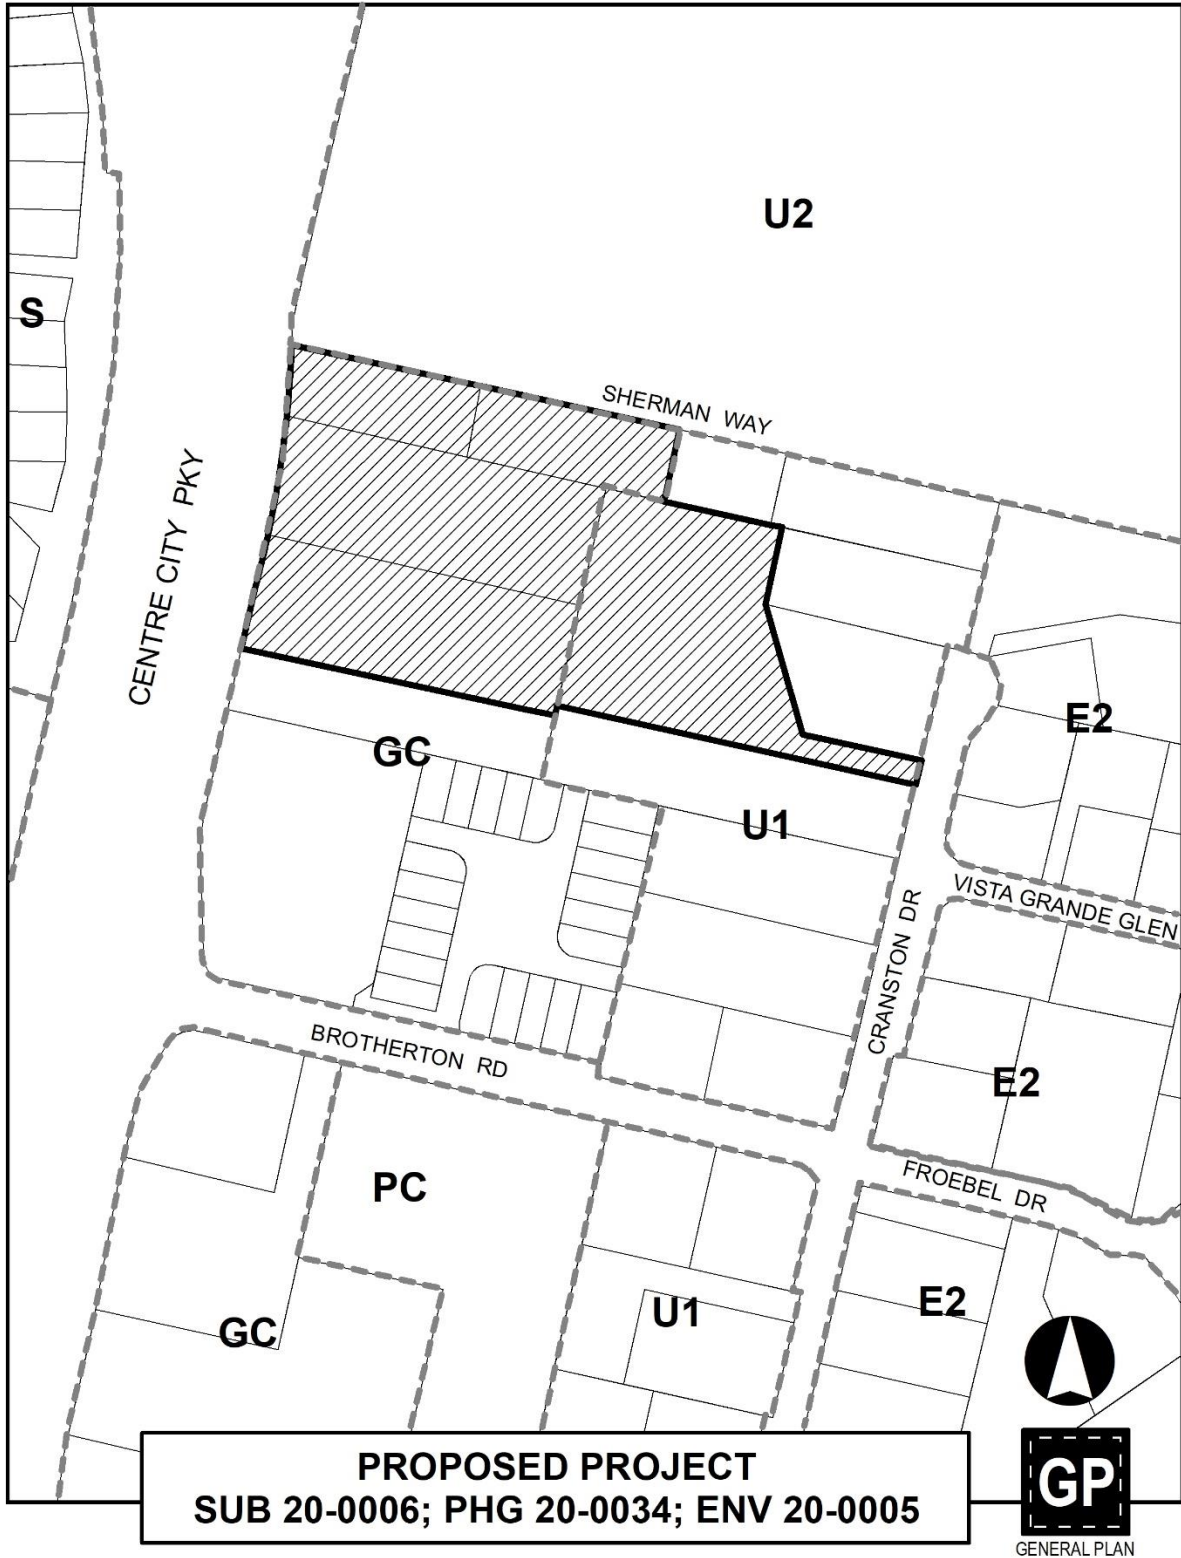 U2
S
SHERMAN WAY
CENTRE CITY PKY
E2
GC
U1
VISTA GRANDE GLEN
CRANSTON DR
BROTHERTON RD
E2
FROEBEL DR
PC
E2
U1
GC
PROPOSED PROJECT
SUB 20-0006; PHG 20-0034; ENV 20-0005
GP
GENERAL PLAN